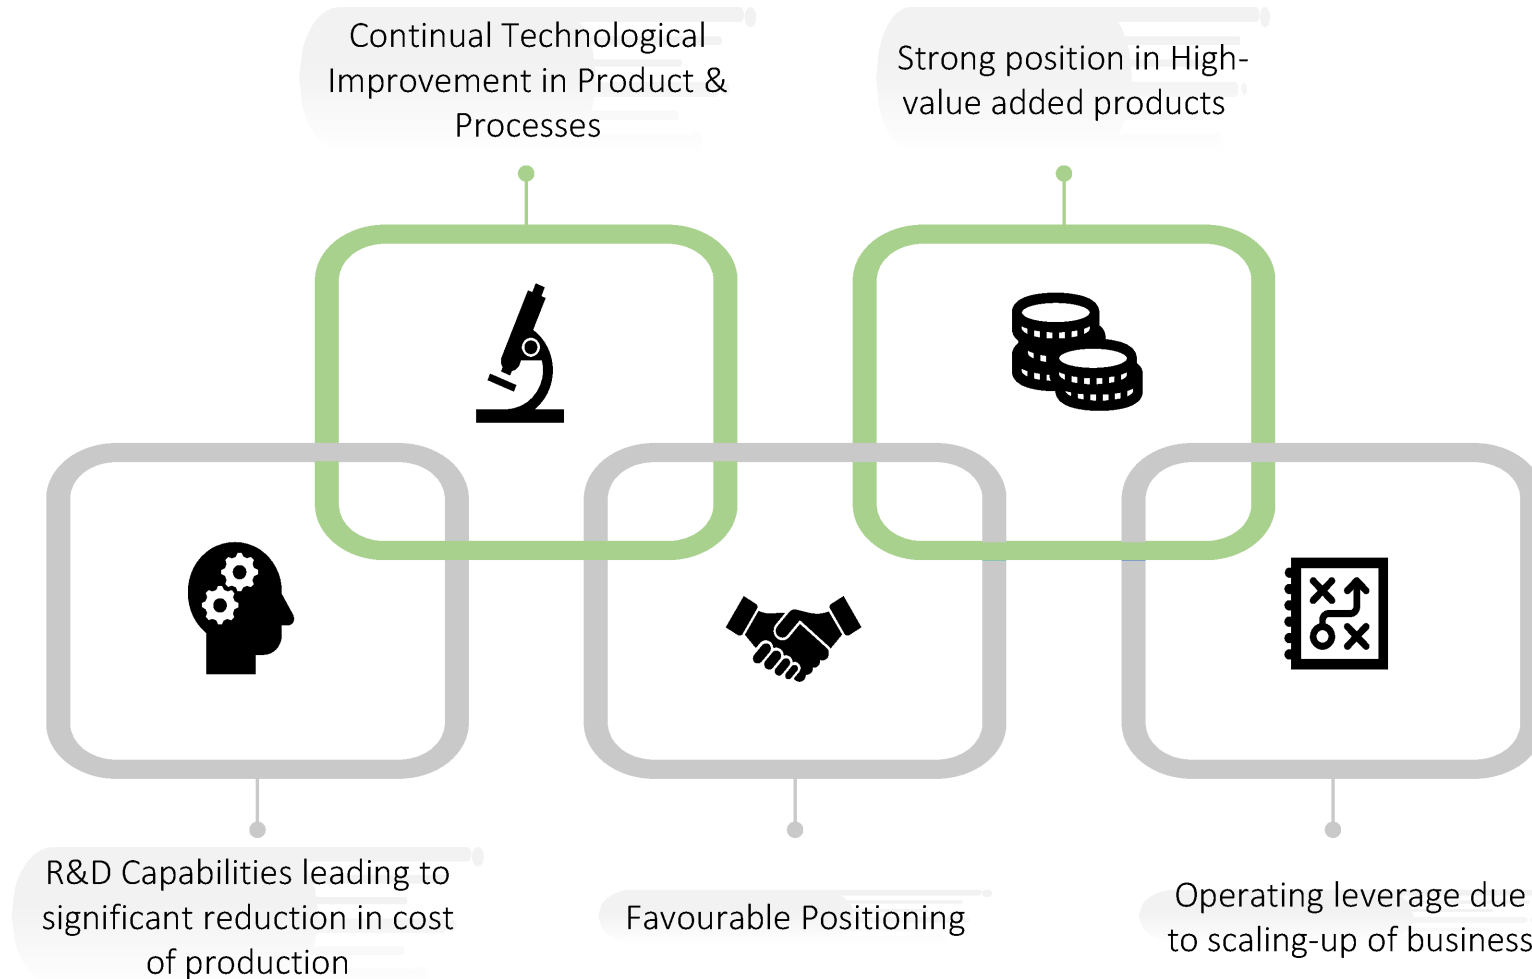 Continual Technological
Improvement in Product &
Processes
Strong position in High-
value added products
R&D Capabilities leading to
significant reduction in cost
of production
Favourable Positioning
Operating leverage due
to scaling-up of business